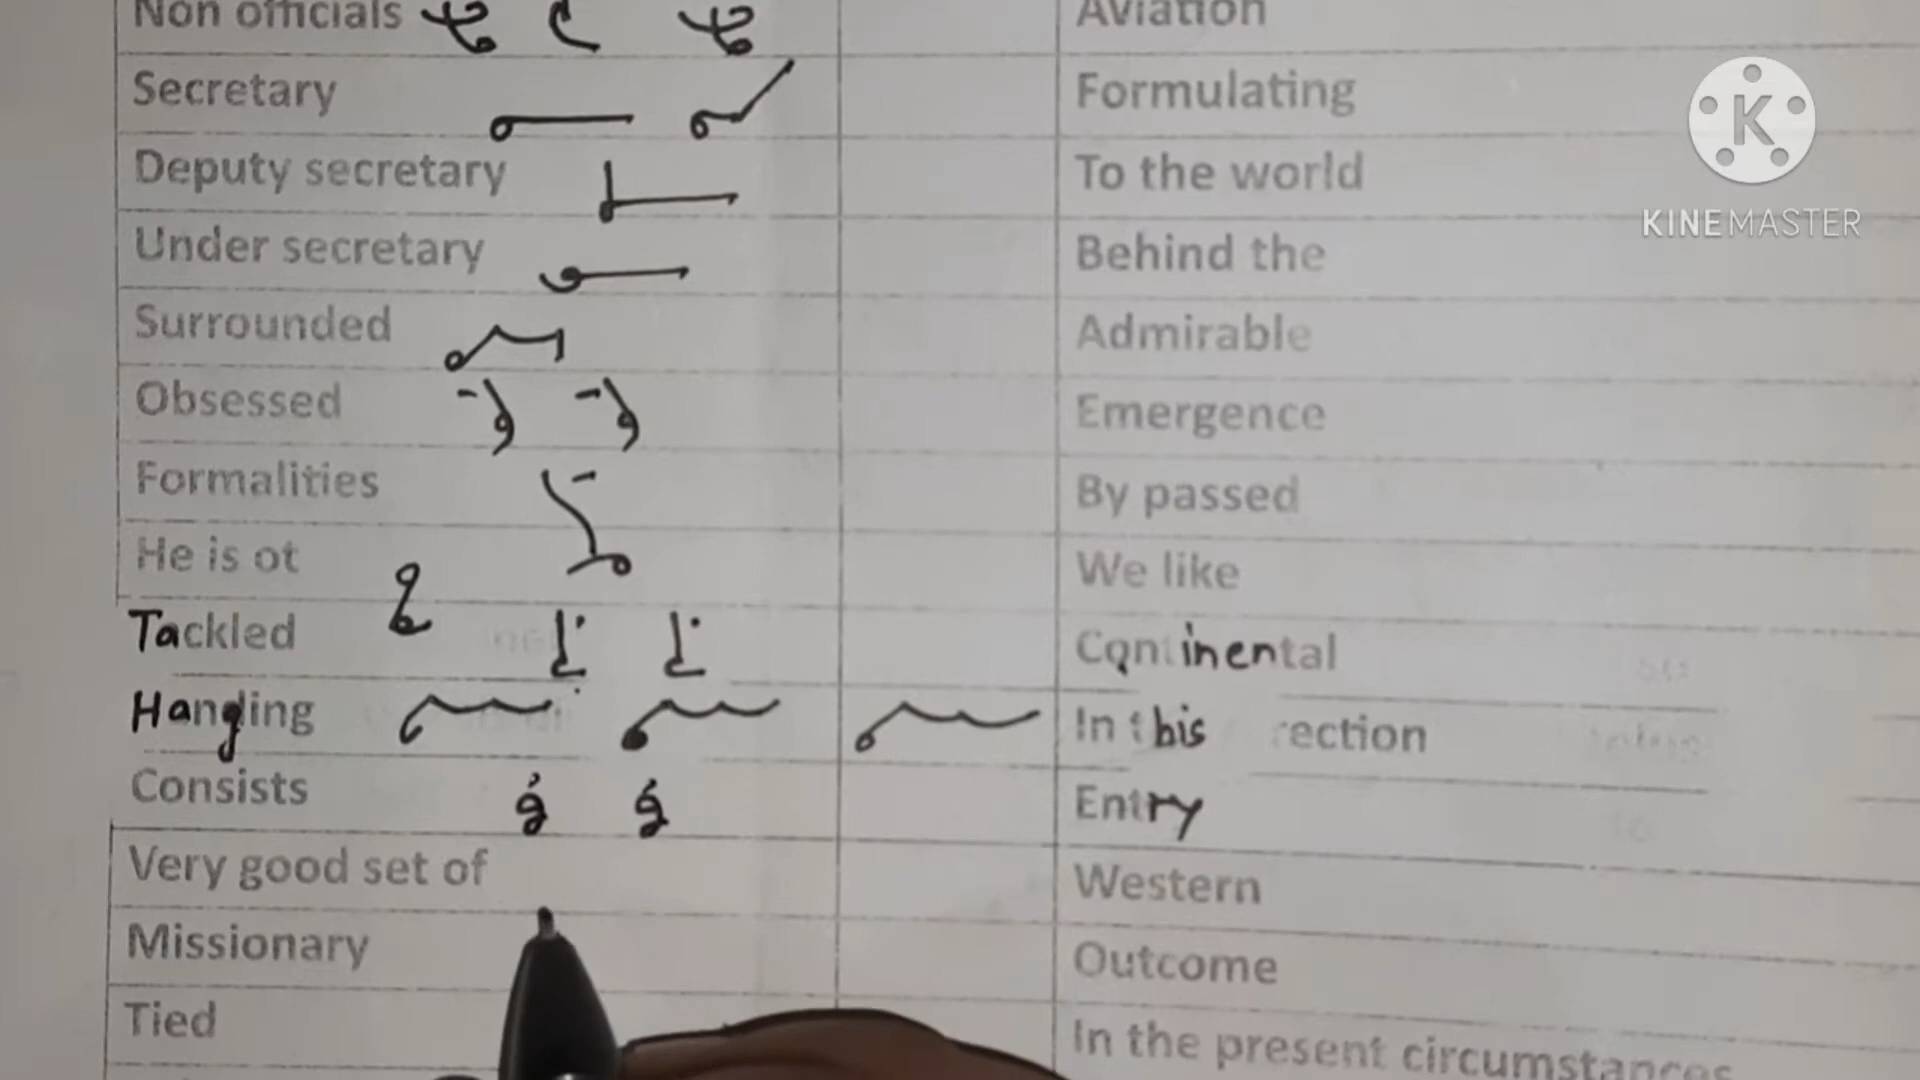 Non officials
Secretary
Deputy secretary
Under secretary
Surrounded
Obsessed
Formalities
He is ot
Tackled
Hanging
Consists
Very good set of
Missionary
Tied
Aviation
Formulating
To the world
Behind the
Admirable
Emergence
By passed
We like
Continental
In this rection
Entry
Western
Outcome
In the present circumstances
K
KINEMASTER